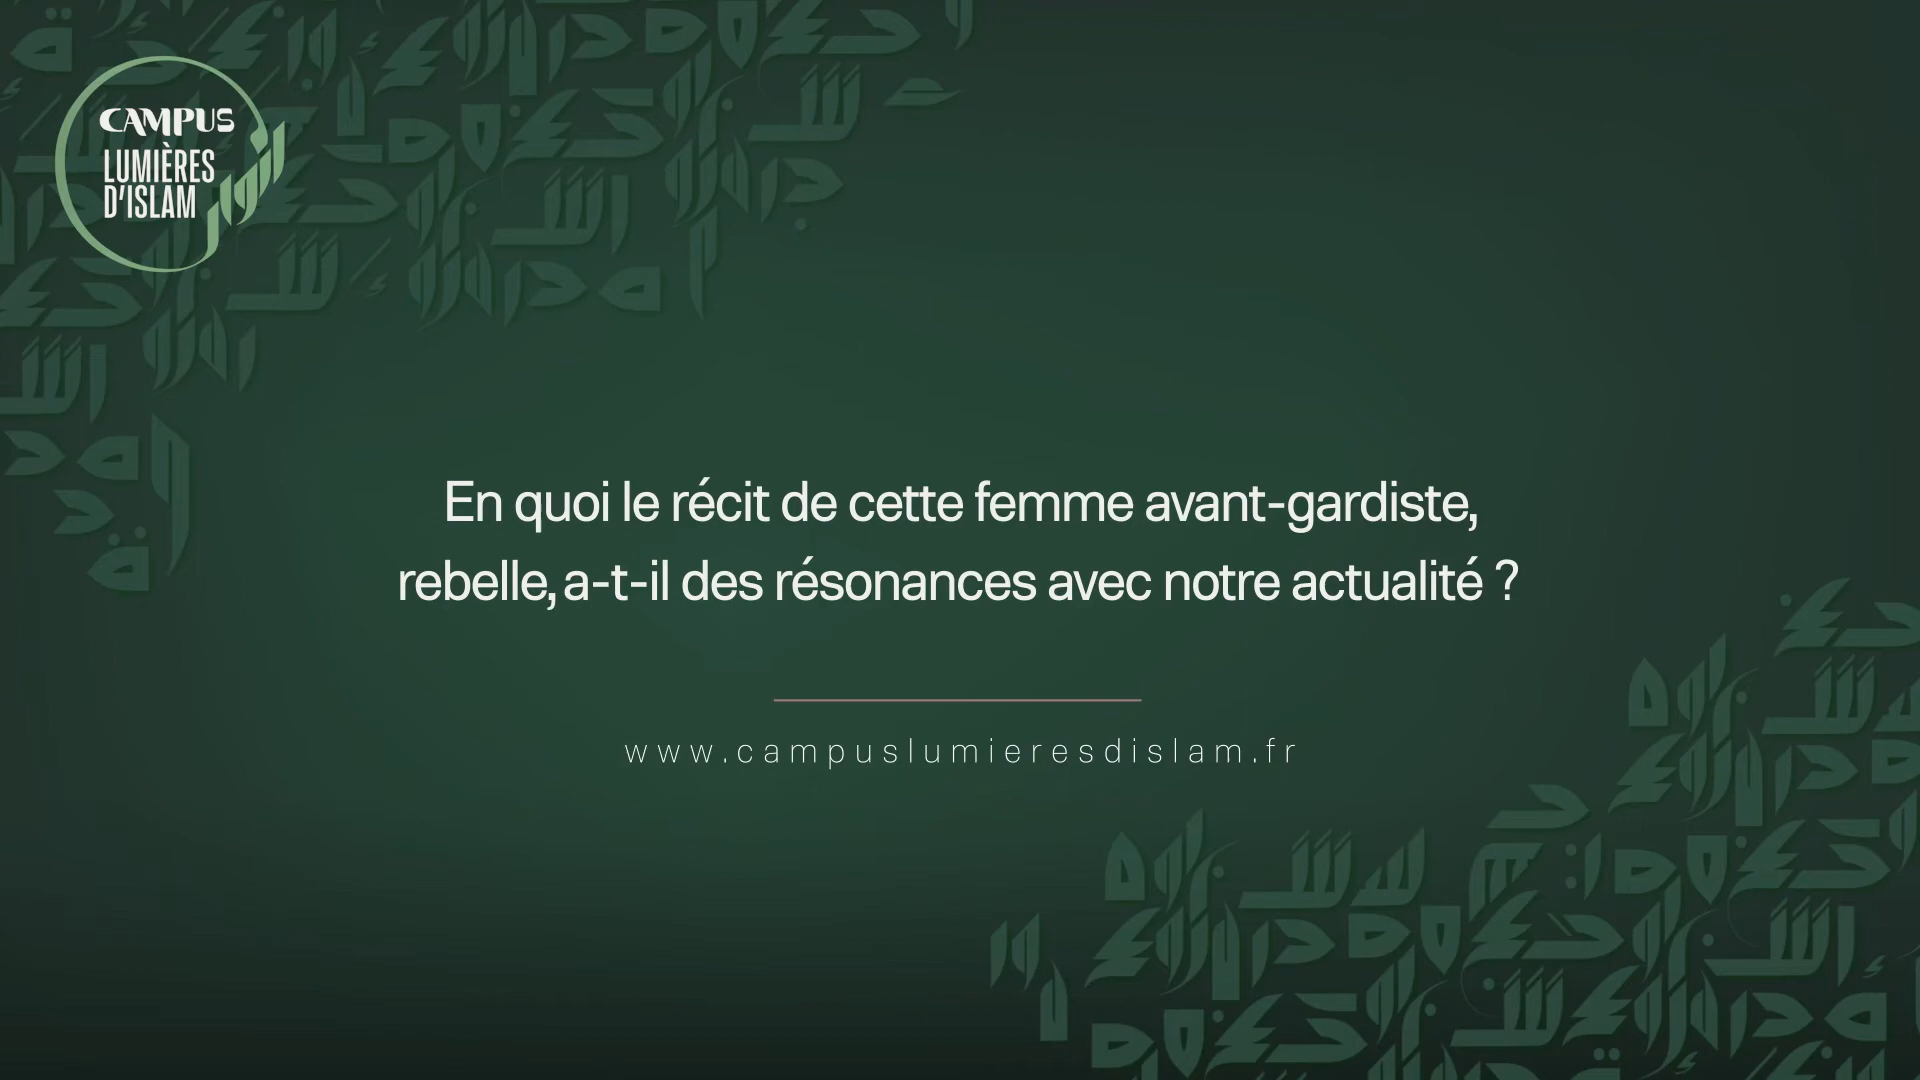 CAMPUS
LUMIÈRES
D'ISLAM
En quoi le récit de cette femme avant-gardiste,
rebelle, a-t-il des résonances avec notre actualité ?
www.campuslumieresdislam.fr